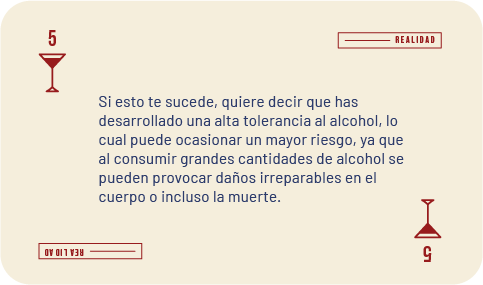 5
REALIDAD
Si esto te sucede, quiere decir que has
desarrollado una alta tolerancia al alcohol, lo
cual puede ocasionar un mayor riesgo, ya que
al consumir grandes cantidades de alcohol se
pueden provocar daños irreparables en el
cuerpo o incluso la muerte.
REALIDAD
5